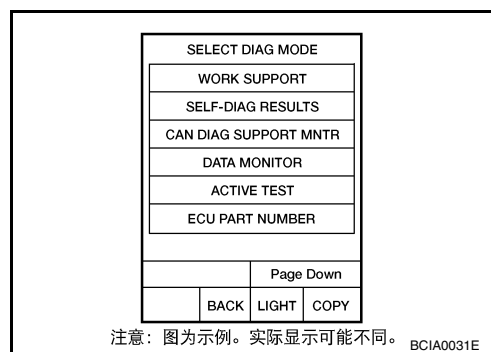 SELECT DIAG MODE
WORK SUPPORT
SELF-DIAG RESULTS
CAN DIAG SUPPORT MNTR
DATA MONITOR
ACTIVE TEST
ECU PART NUMBER
Page Down
BACK LIGHT COPY
注意：图为示例。实际显示可能不同。 BCIA0031E